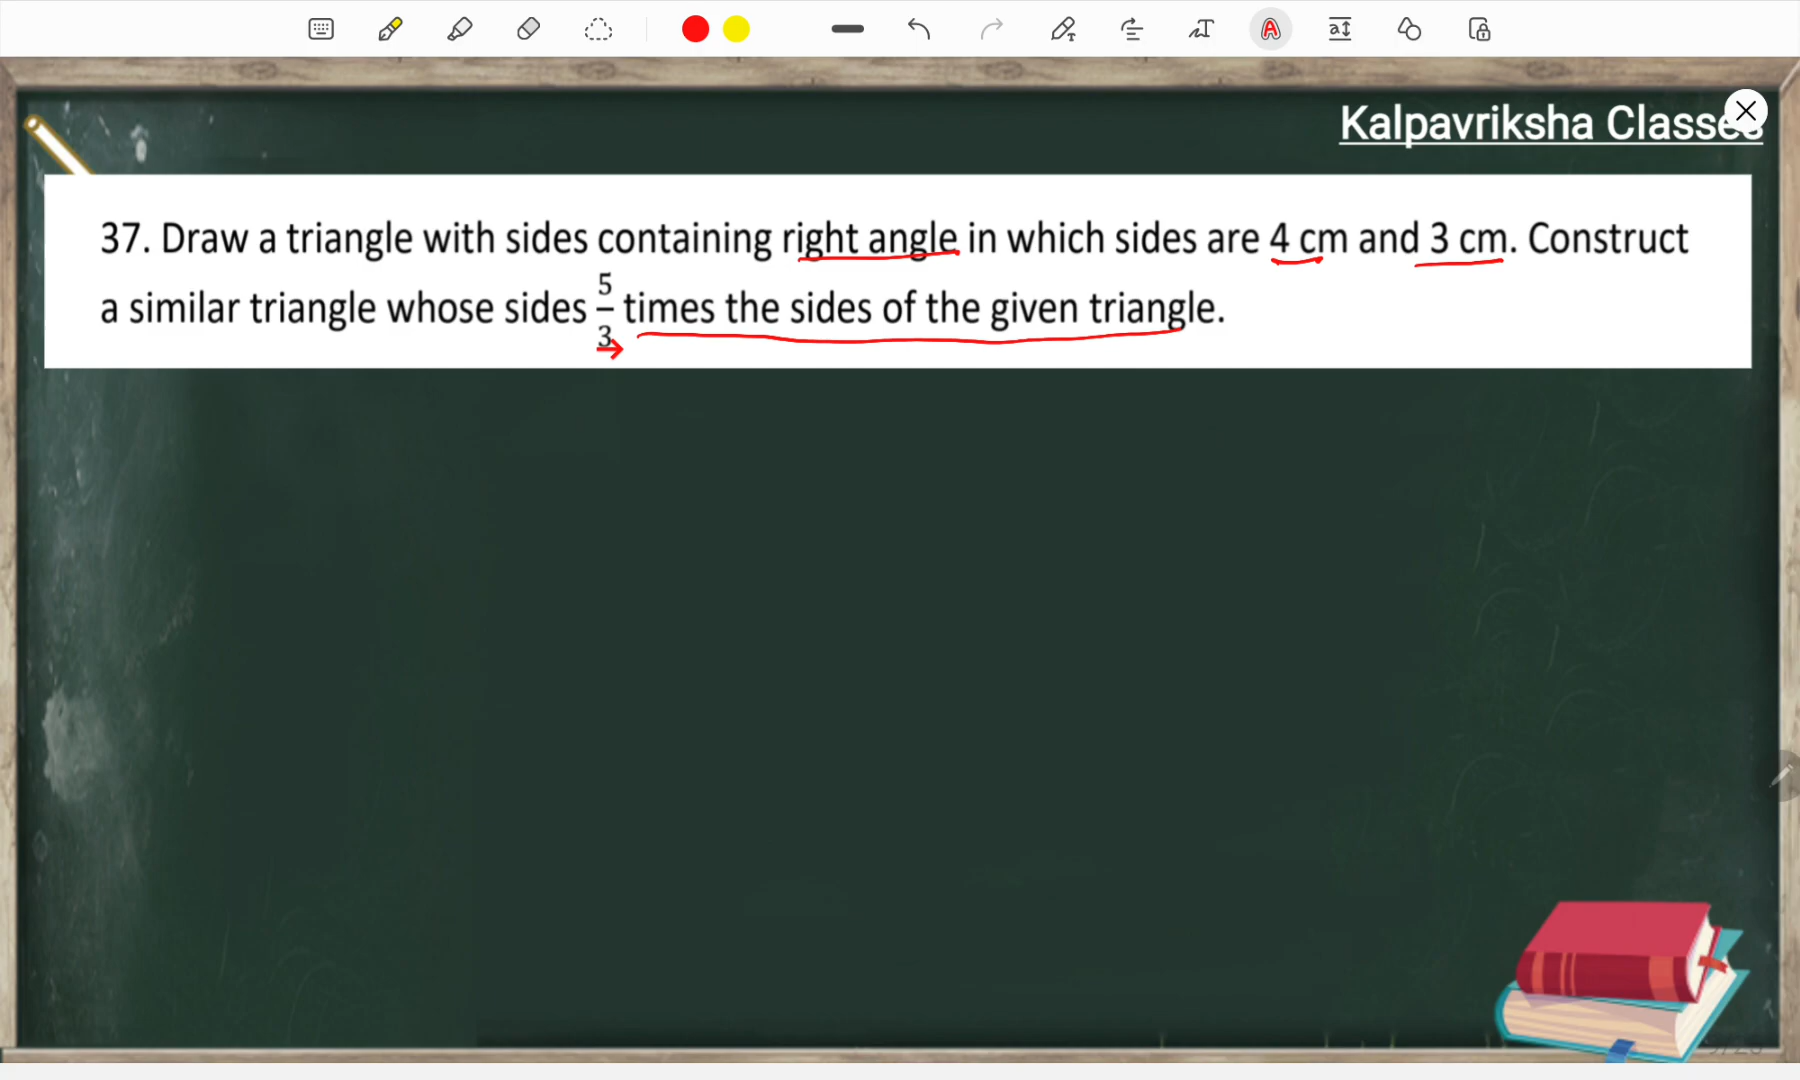 Kalpavriksha Classes
37. Draw a triangle with sides containing right angle in which sides are 4 cm and 3 cm. Construct
a similar triangle whose sides 5/3 times the sides of the given triangle.